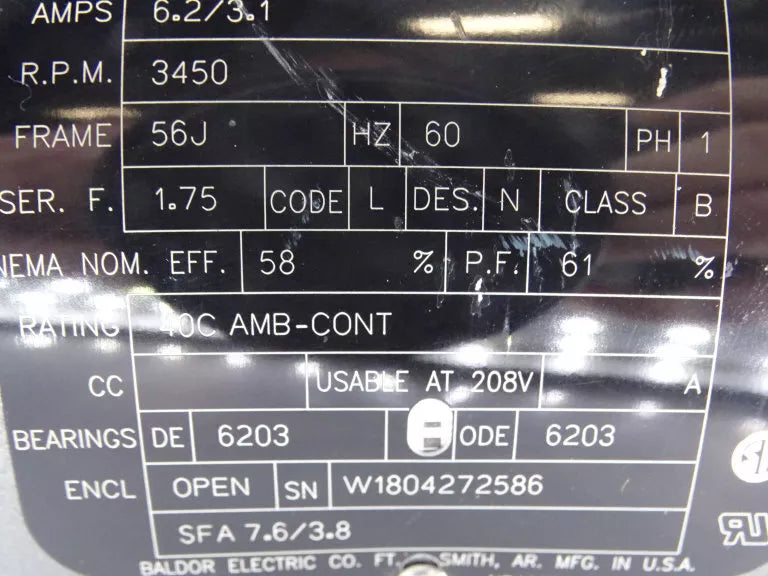 AMPS 6.2/3.1
R.P.M. 3450
FRAME 56J HZ 60 PH 1
SER. F. 1.75 CODE L DES. N CLASS B
NEMA NOM. EFF. 58 % P.F. 61 %
RATING 40C AMB-CONT
CC USABLE AT 208V A
BEARINGS DE 6203 ODE 6203
ENCL OPEN SN W1804272586
SFA 7.6/3.8
BALDOR ELECTRIC CO. FT. SMITH, AR. MFG. IN U.S.A.